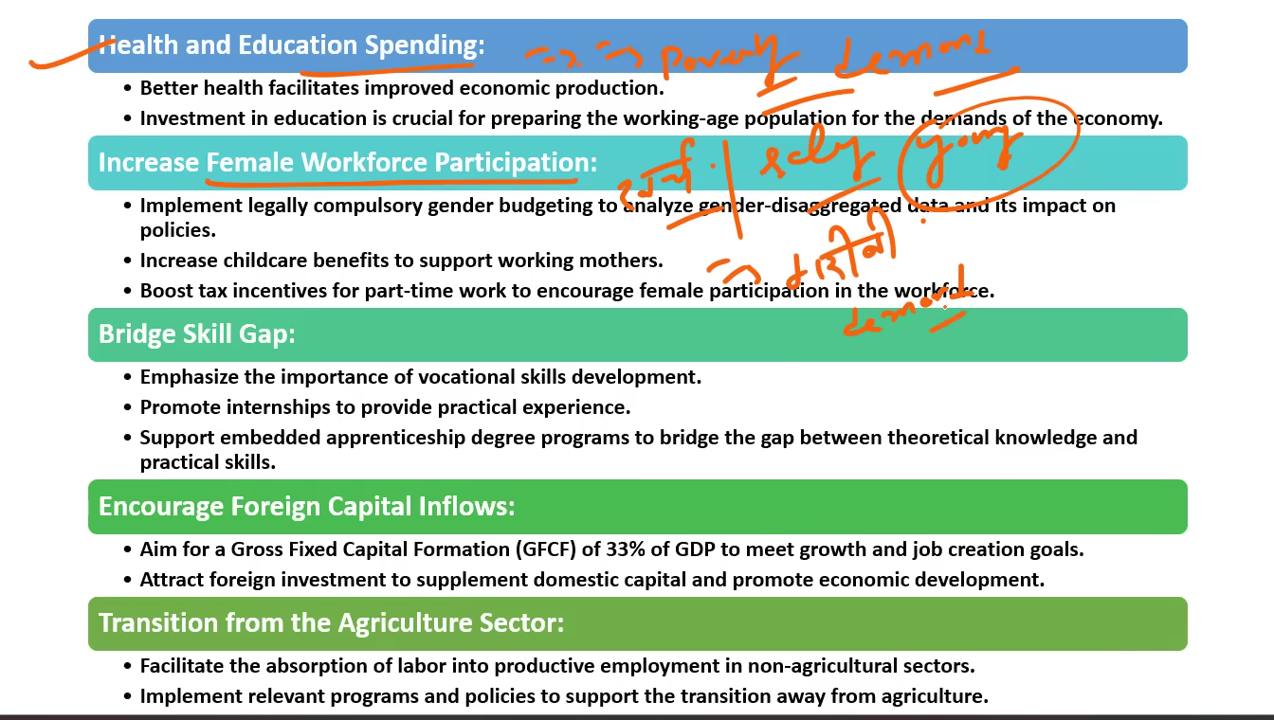 Health and Education Spending:
poverty demand
• Better health facilitates improved economic production.
• Investment in education is crucial for preparing the working-age population for the demands of the economy.
Increase Female Workforce Participation:
खर्च
• Implement legally compulsory gender budgeting to analyze gender-disaggregated data and its impact on
policies.
• Increase childcare benefits to support working mothers.
• Boost tax incentives for part-time work to encourage female participation in the workforce.
demand
Bridge Skill Gap:
• Emphasize the importance of vocational skills development.
• Promote internships to provide practical experience.
• Support embedded apprenticeship degree programs to bridge the gap between theoretical knowledge and
practical skills.
Encourage Foreign Capital Inflows:
• Aim for a Gross Fixed Capital Formation (GFCF) of 33% of GDP to meet growth and job creation goals.
• Attract foreign investment to supplement domestic capital and promote economic development.
Transition from the Agriculture Sector:
• Facilitate the absorption of labor into productive employment in non-agricultural sectors.
• Implement relevant programs and policies to support the transition away from agriculture.